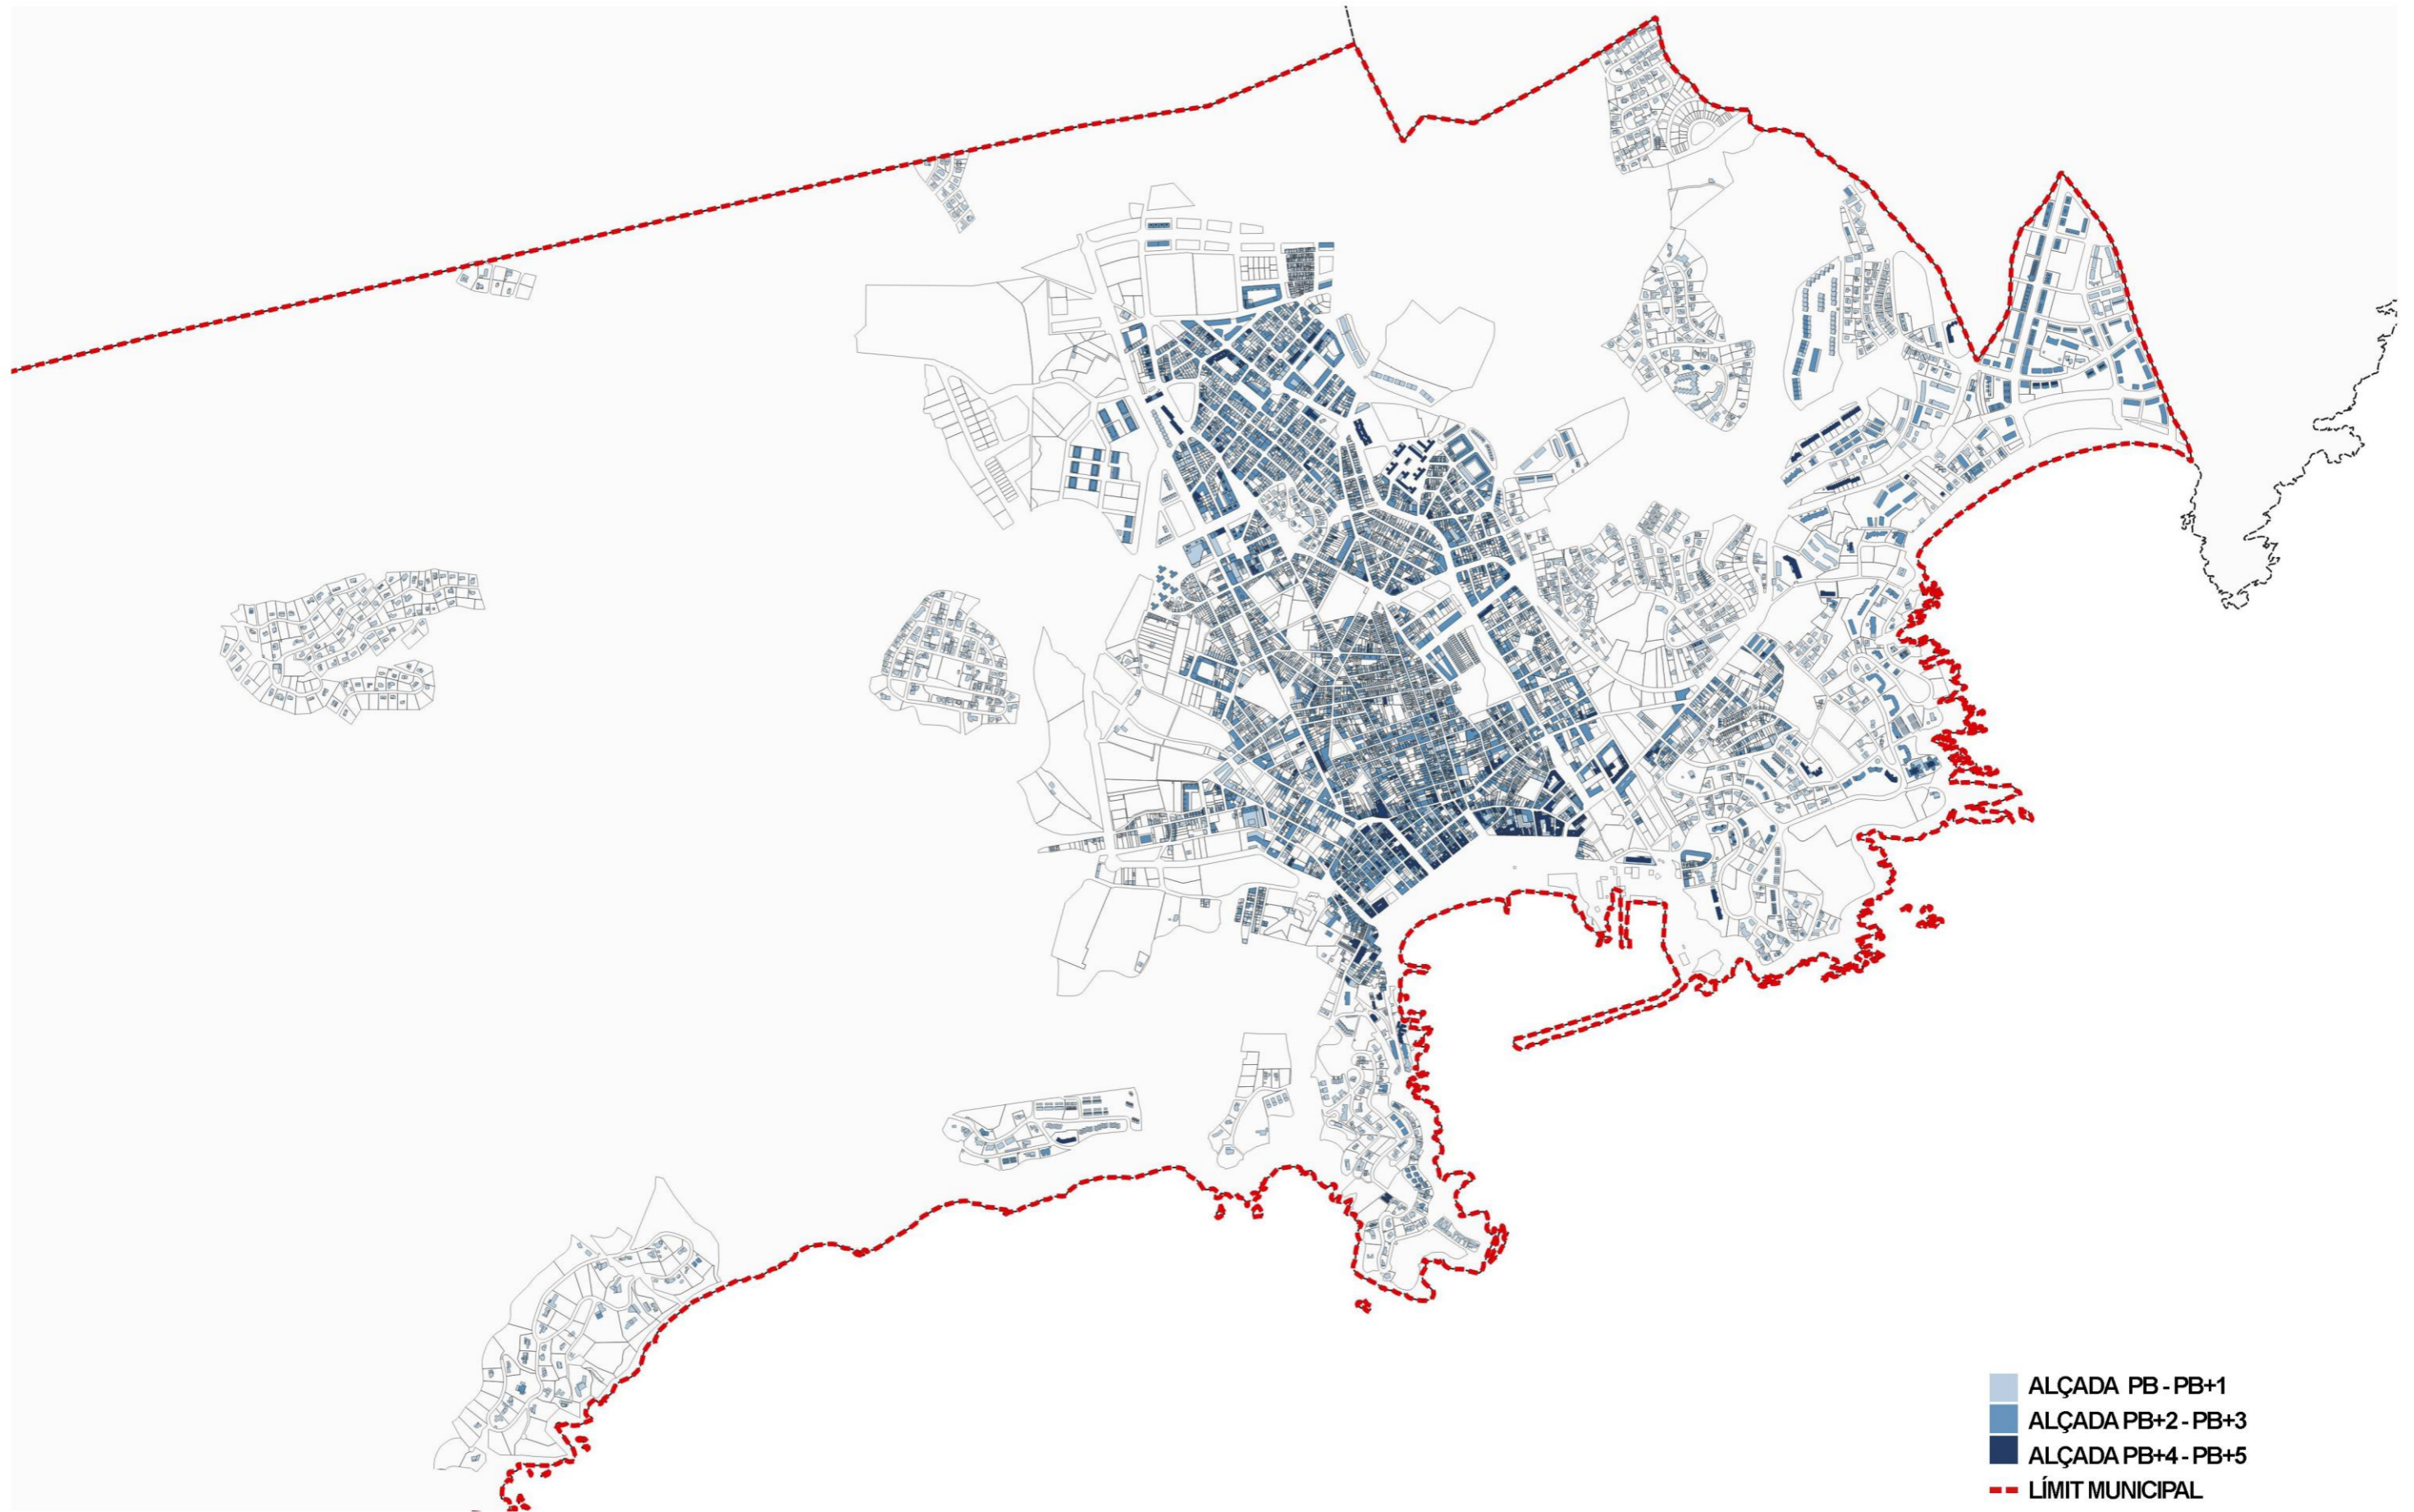 ALÇADA PB - PB+1
ALÇADA PB+2 - PB+3
ALÇADA PB+4 - PB+5
LÍMIT MUNICIPAL